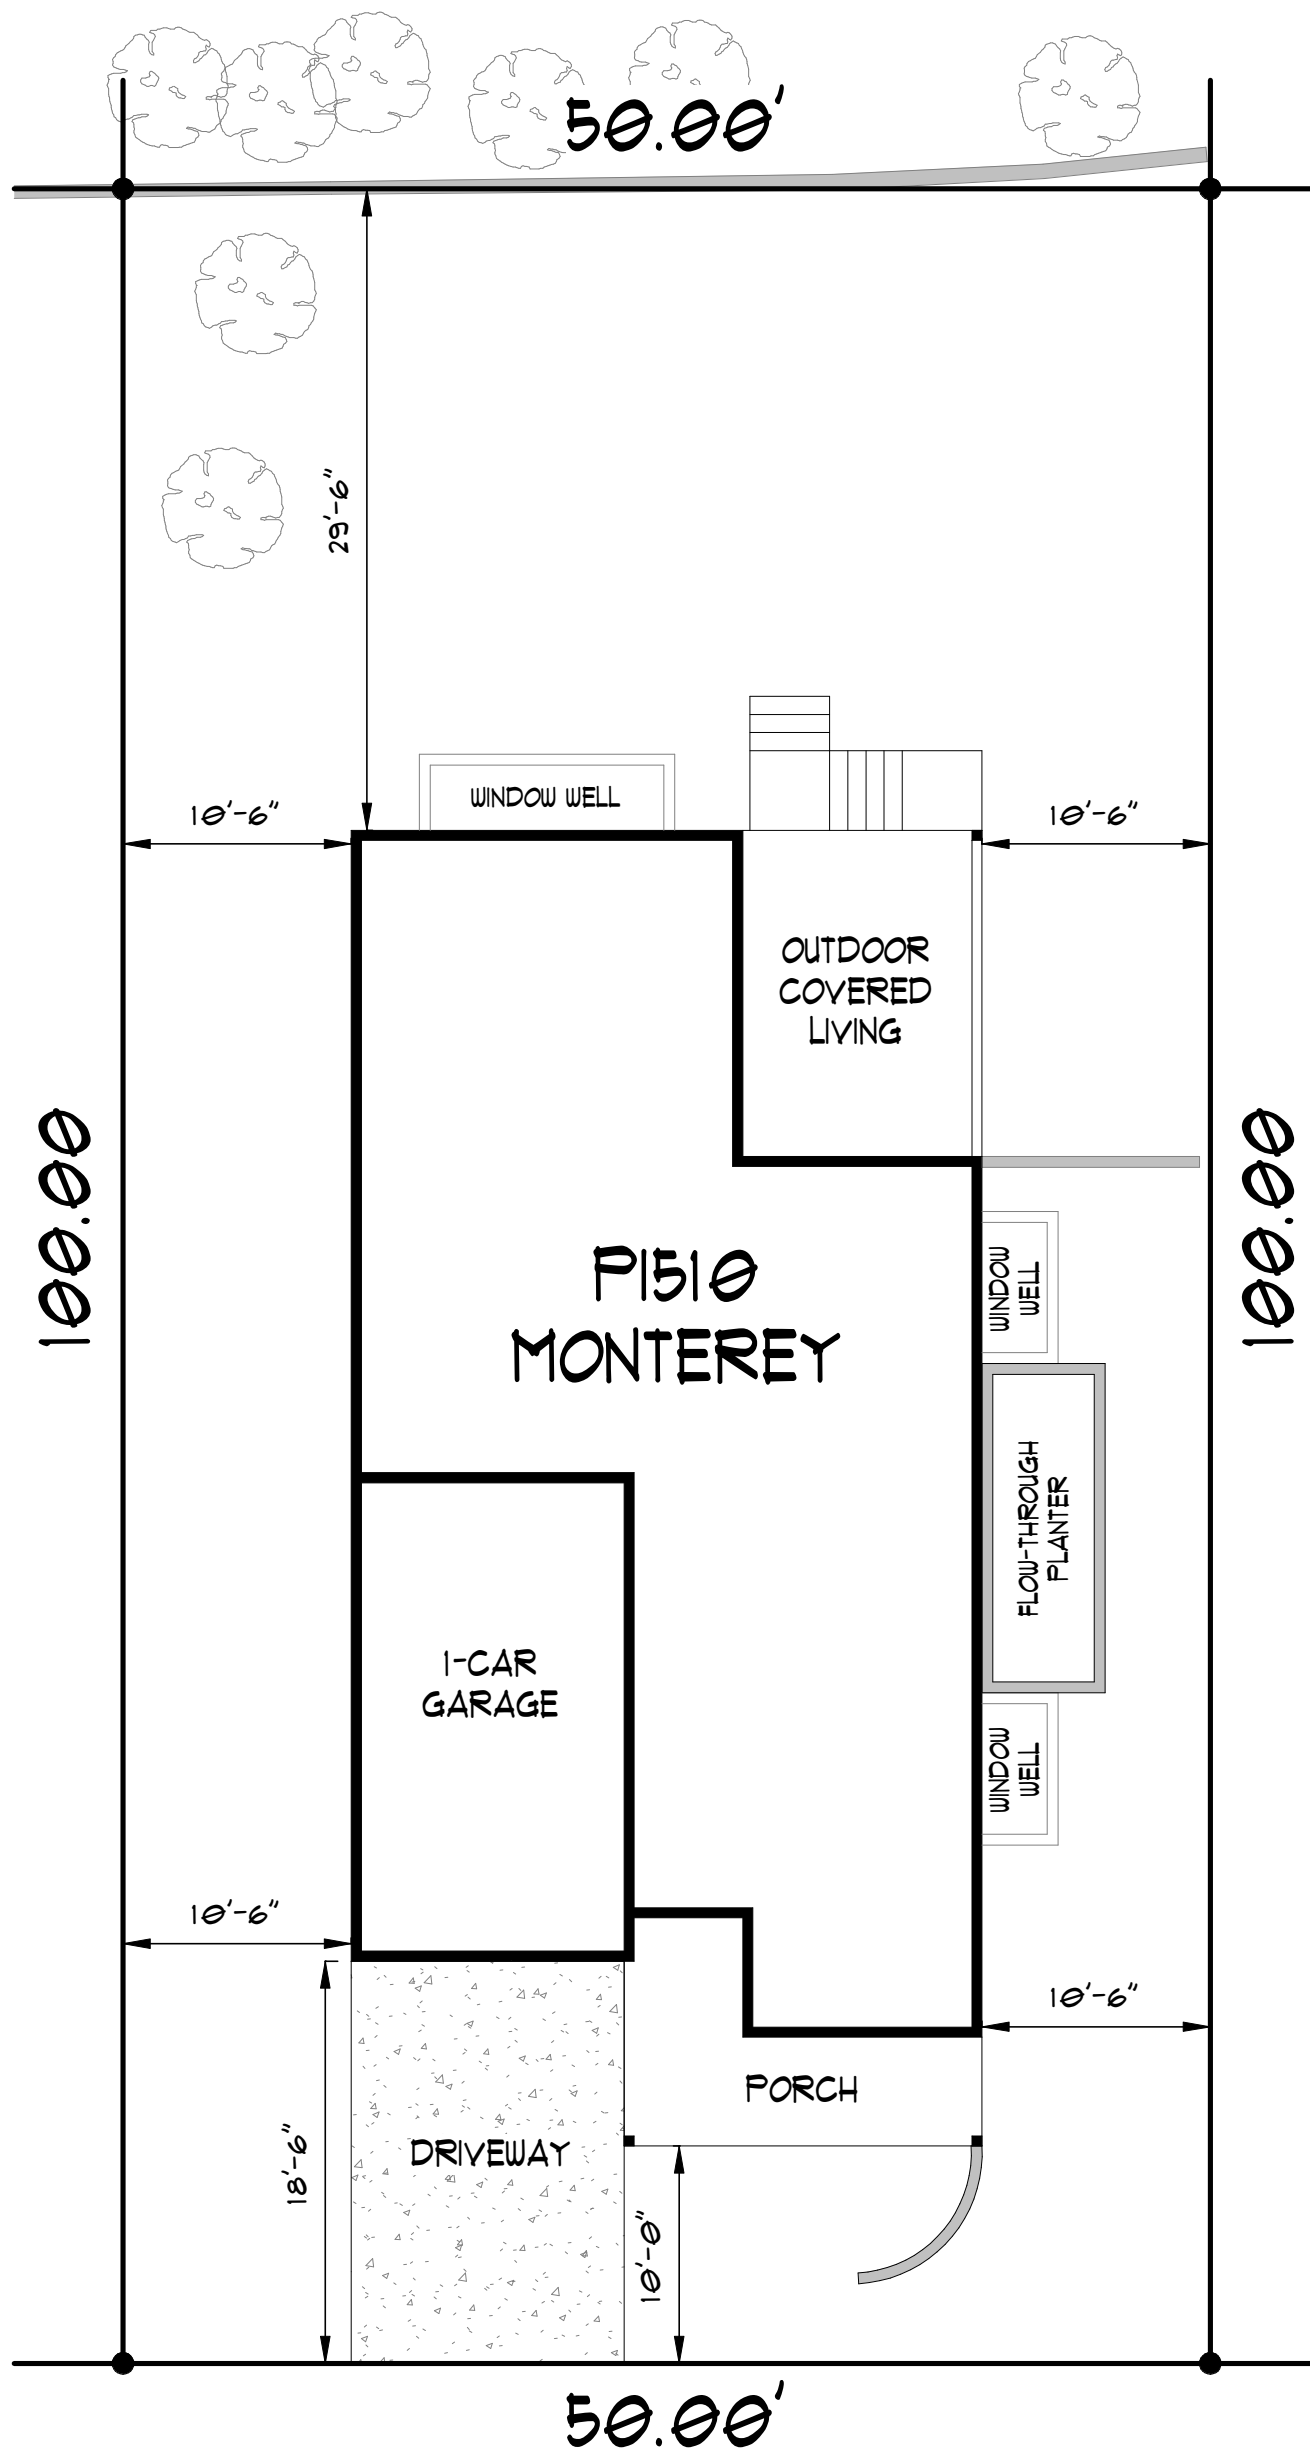 50.00'
29'-6"
WINDOW WELL
10'-6"
10'-6"
OUTDOOR
COVERED
LIVING
100.00
100.00
P1510
MONTEREY
WINDOW
WELL
FLOW-THROUGH
PLANTER
1-CAR
GARAGE
WINDOW
WELL
10'-6"
10'-6"
PORCH
DRIVEWAY
18'-6"
10'-0"
50.00'